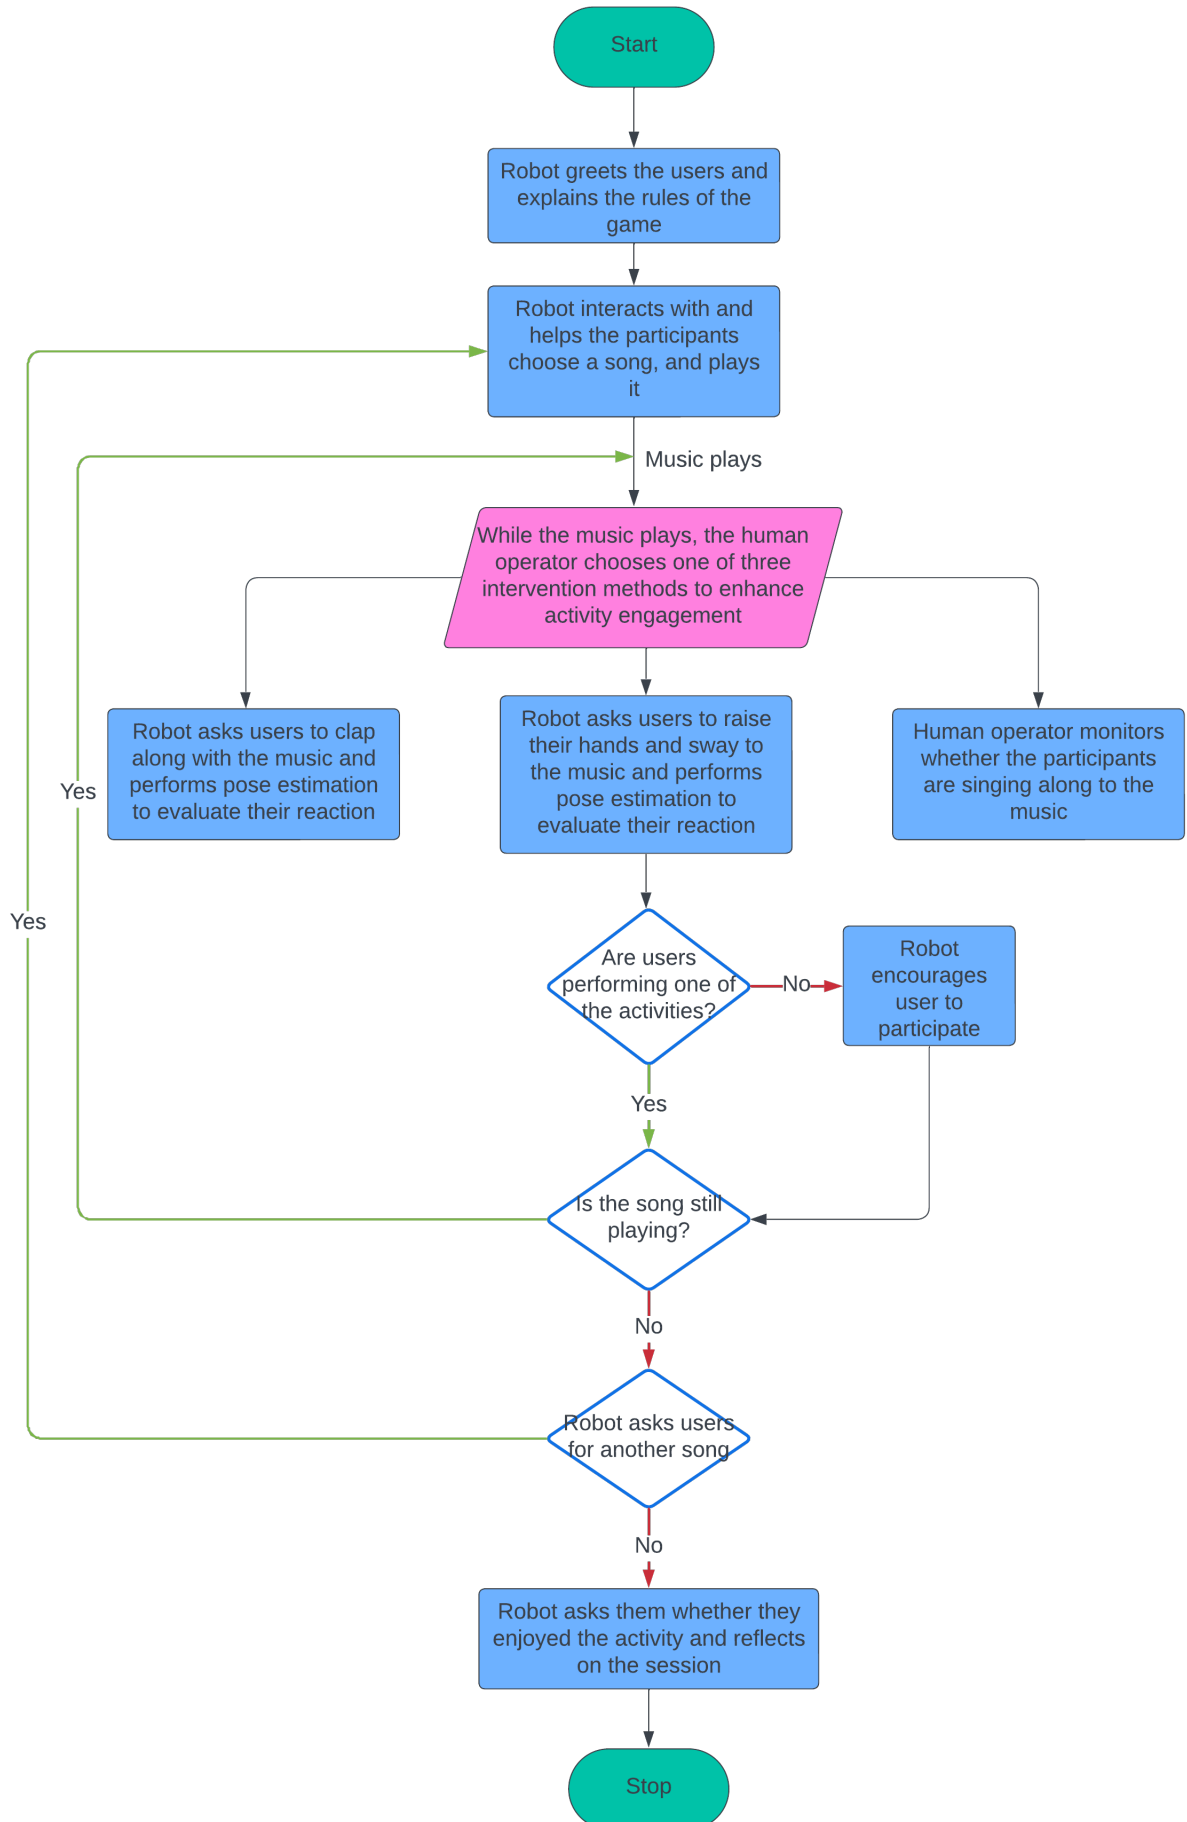 Start
Robot greets the users and
explains the rules of the
game
Robot interacts with and
helps the participants
choose a song, and plays
it
Music plays
While the music plays, the human
operator chooses one of three
intervention methods to enhance
activity engagement
Robot asks users to clap
along with the music and
performs pose estimation
to evaluate their reaction
Robot asks users to raise
their hands and sway to
the music and performs
pose estimation to
evaluate their reaction
Human operator monitors
whether the participants
are singing along to the
music
Yes
Yes
Are users
performing one of
the activities?
No
Robot
encourages
user to
participate
Yes
Is the song still
playing?
No
Robot asks users
for another song
No
Robot asks them whether they
enjoyed the activity and reflects
on the session
Stop